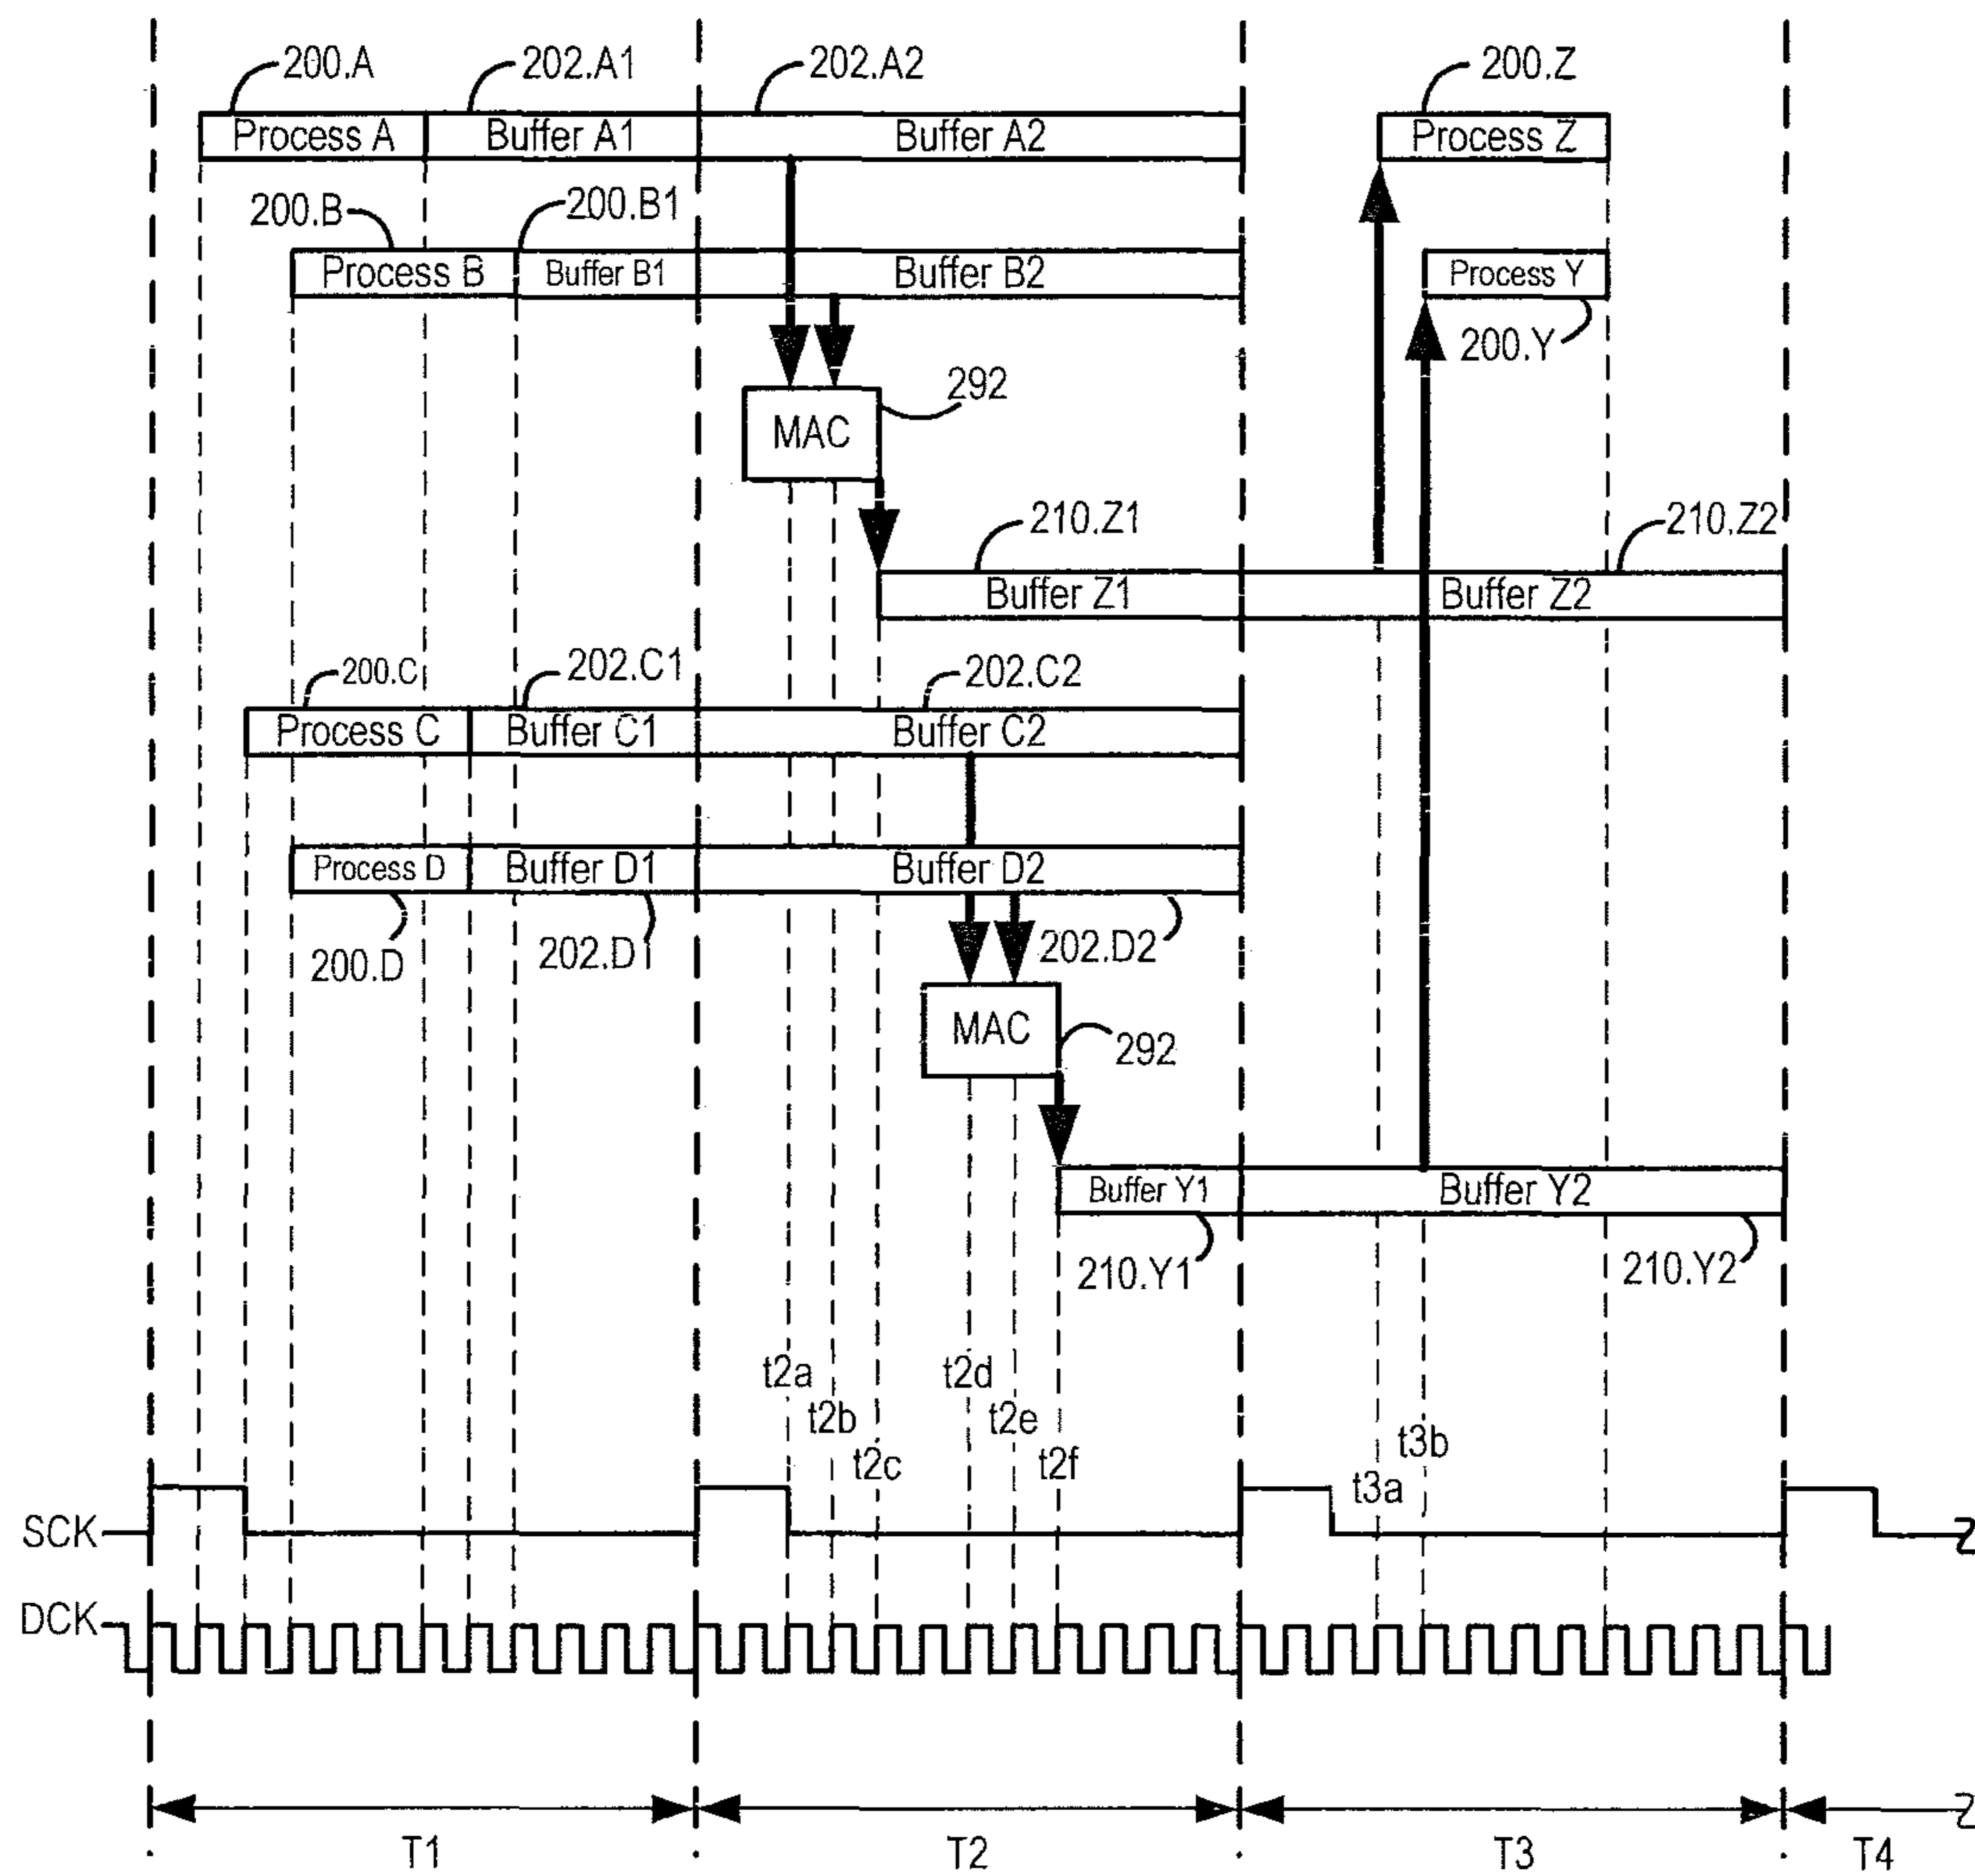 200.A
202.A1
202.A2
200.Z
Process A
Buffer A1
Buffer A2
Process Z
200.B
200.B1
Process B
Buffer B1
Buffer B2
Process Y
200.Y
292
MAC
210.Z1
210.Z2
Buffer Z1
Buffer Z2
200.C
202.C1
202.C2
Process C
Buffer C1
Buffer C2
Process D
Buffer D1
Buffer D2
200.D
202.D1
202.D2
MAC
292
Buffer Y1
Buffer Y2
210.Y1
210.Y2
t2a
t2d
t2b
t2e
t2c
t2f
t3b
t3a
SCK
DCK
T1
T2
T3
T4